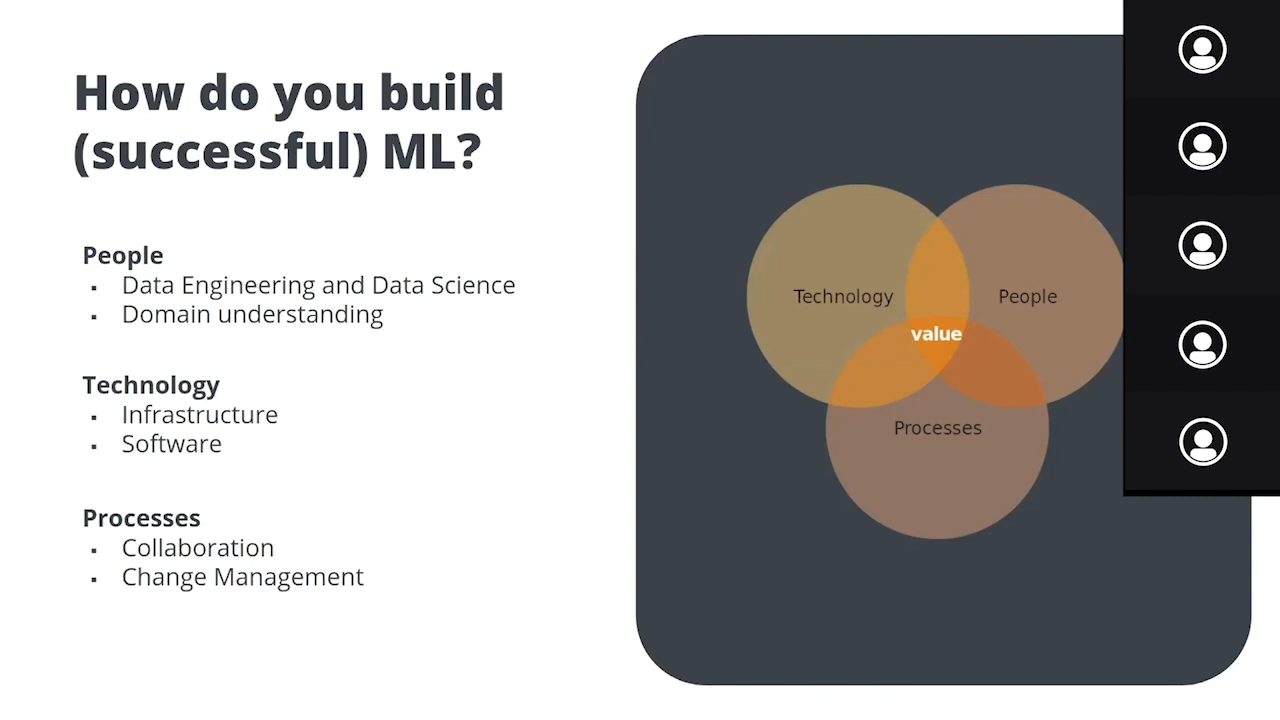 How do you build
(successful) ML?
People
▪ Data Engineering and Data Science
▪ Domain understanding
Technology
▪ Infrastructure
▪ Software
Processes
▪ Collaboration
▪ Change Management
Technology
People
value
Processes